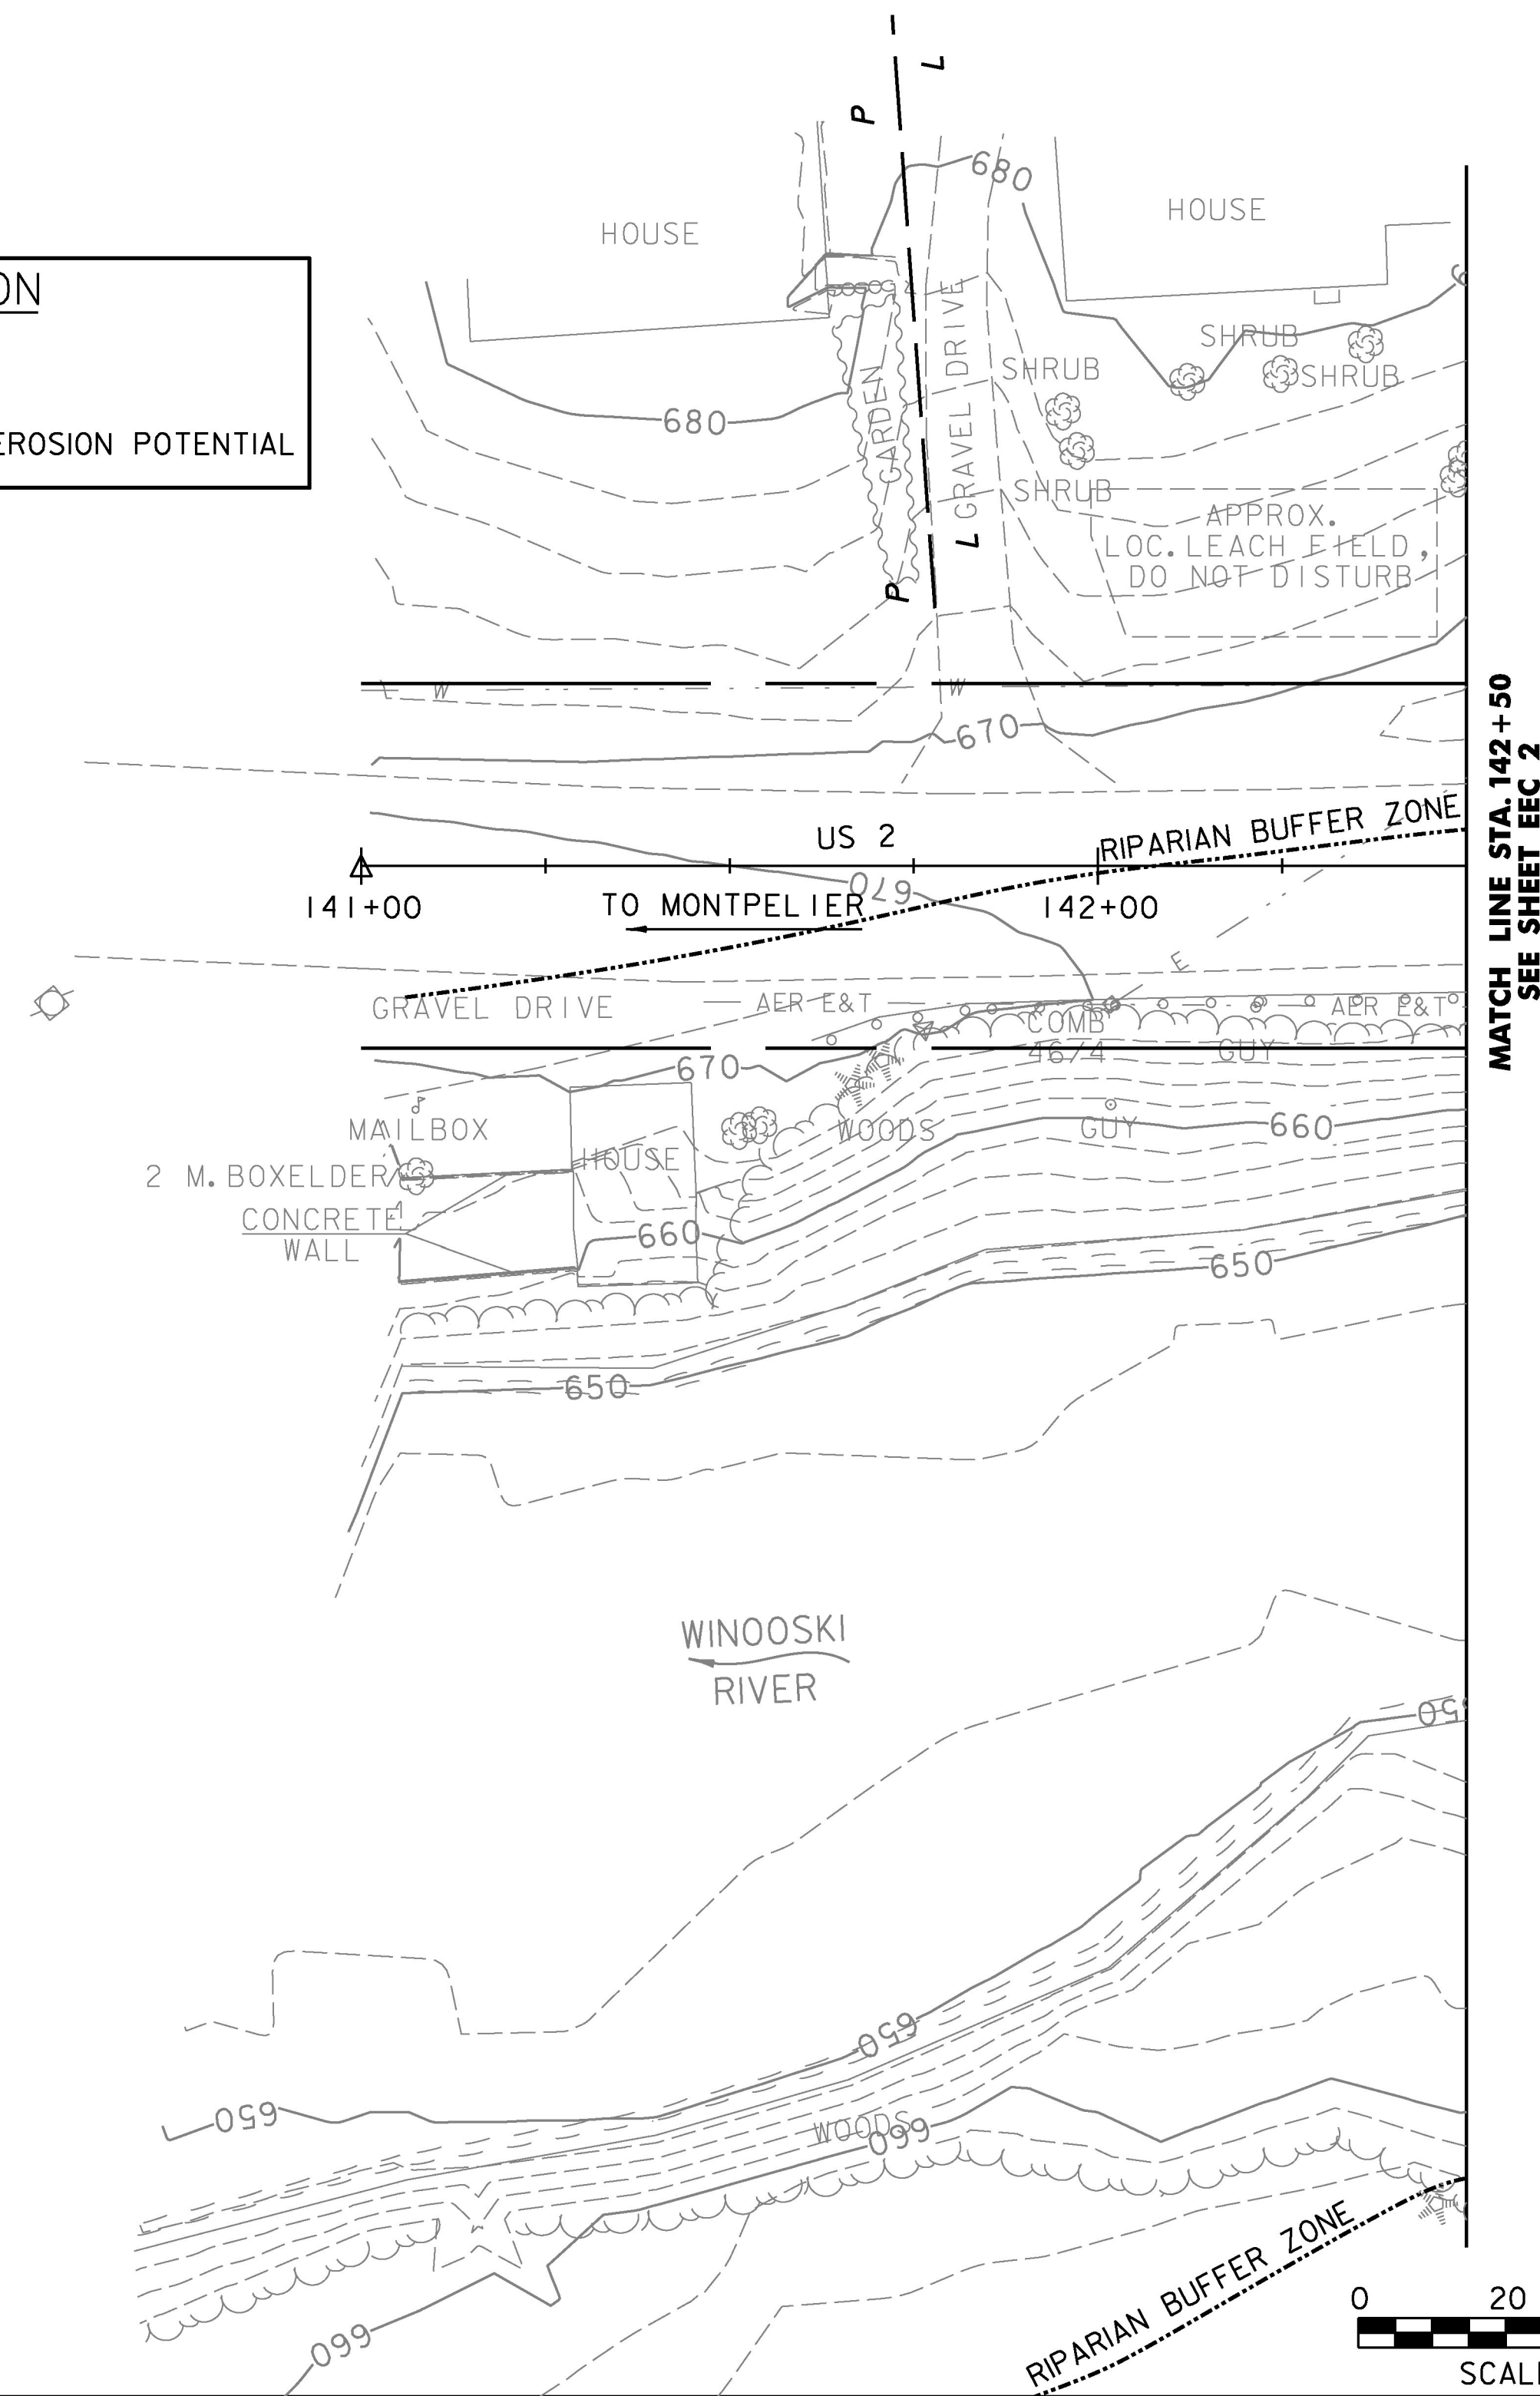 L
P
680
HOUSE
HOUSE
EROSION POTENTIAL
SHRUB
SHRUB
SHRUB
680
GARDEN
GRAVEL DRIVE
SHRUB
APPROX.
LOC. LEACH FIELD,
DO NOT DISTURB
L
P
W
W
670
MATCH LINE STA. 142+50
SEE SHEET EEC 2
US 2
RIPARIAN BUFFER ZONE
670
141+00
TO MONTPELIER
142+00
E
GRAVEL DRIVE
AER E&T
AER E&T
COMB
46/4
GUY
670
MAILBOX
WOODS
GUY
660
HOUSE
2 M. BOXELDER
CONCRETE
WALL
660
650
650
WINOOSKI
RIVER
650
650
650
WOODS
660
660
RIPARIAN BUFFER ZONE
0 20